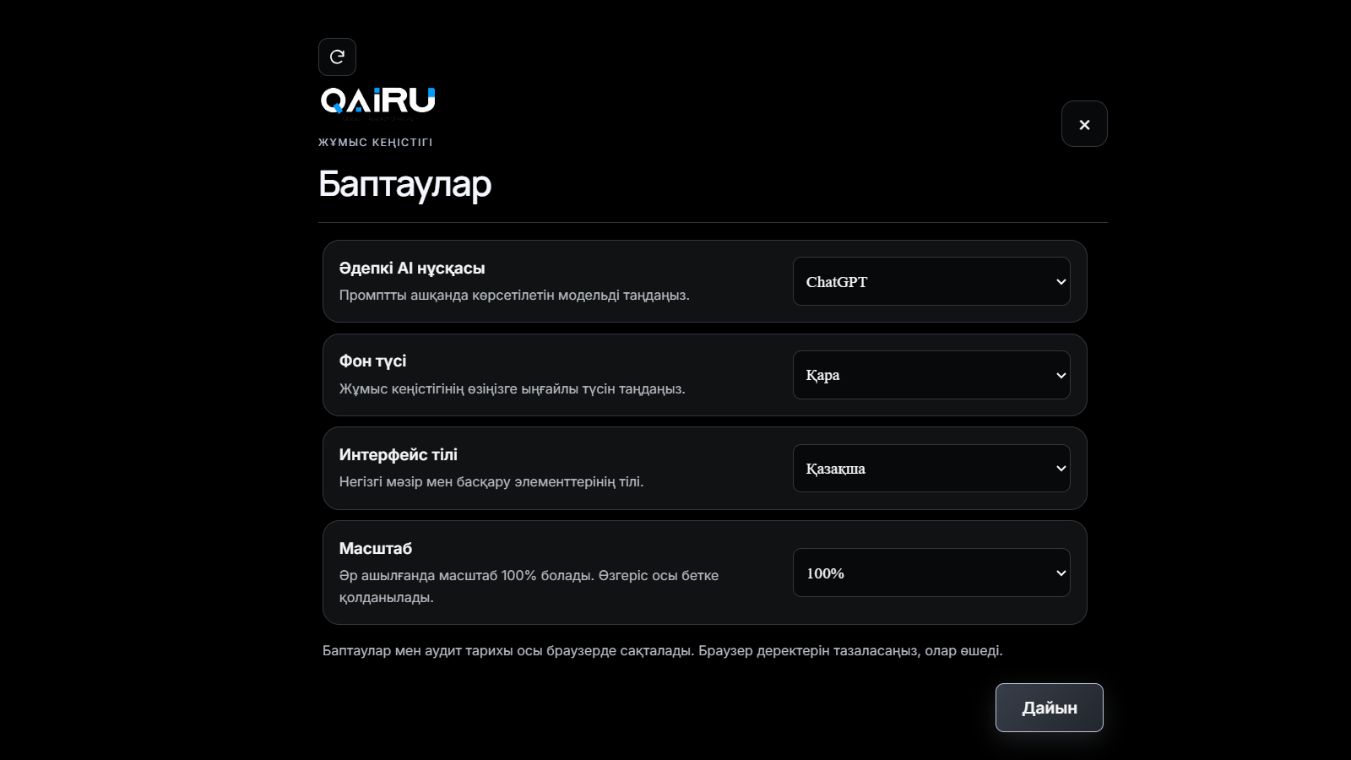 QAIRU
ЖҰМЫС КЕҢІСТІГІ
Баптаулар
Әдепкі AI нұсқасы
Промптты ашқанда көрсетілетін модельді таңдаңыз.
ChatGPT
Фон түсі
Жұмыс кеңістігінің өзіңізге ыңғайлы түсін таңдаңыз.
Қара
Интерфейс тілі
Негізгі мәзір мен басқару элементтерінің тілі.
Қазақша
Масштаб
Әр ашылғанда масштаб 100% болады. Өзгеріс осы бетке
қолданылады.
100%
Баптаулар мен аудит тарихы осы браузерде сақталады. Браузер деректерін тазаласаңыз, олар өшеді.
Дайын